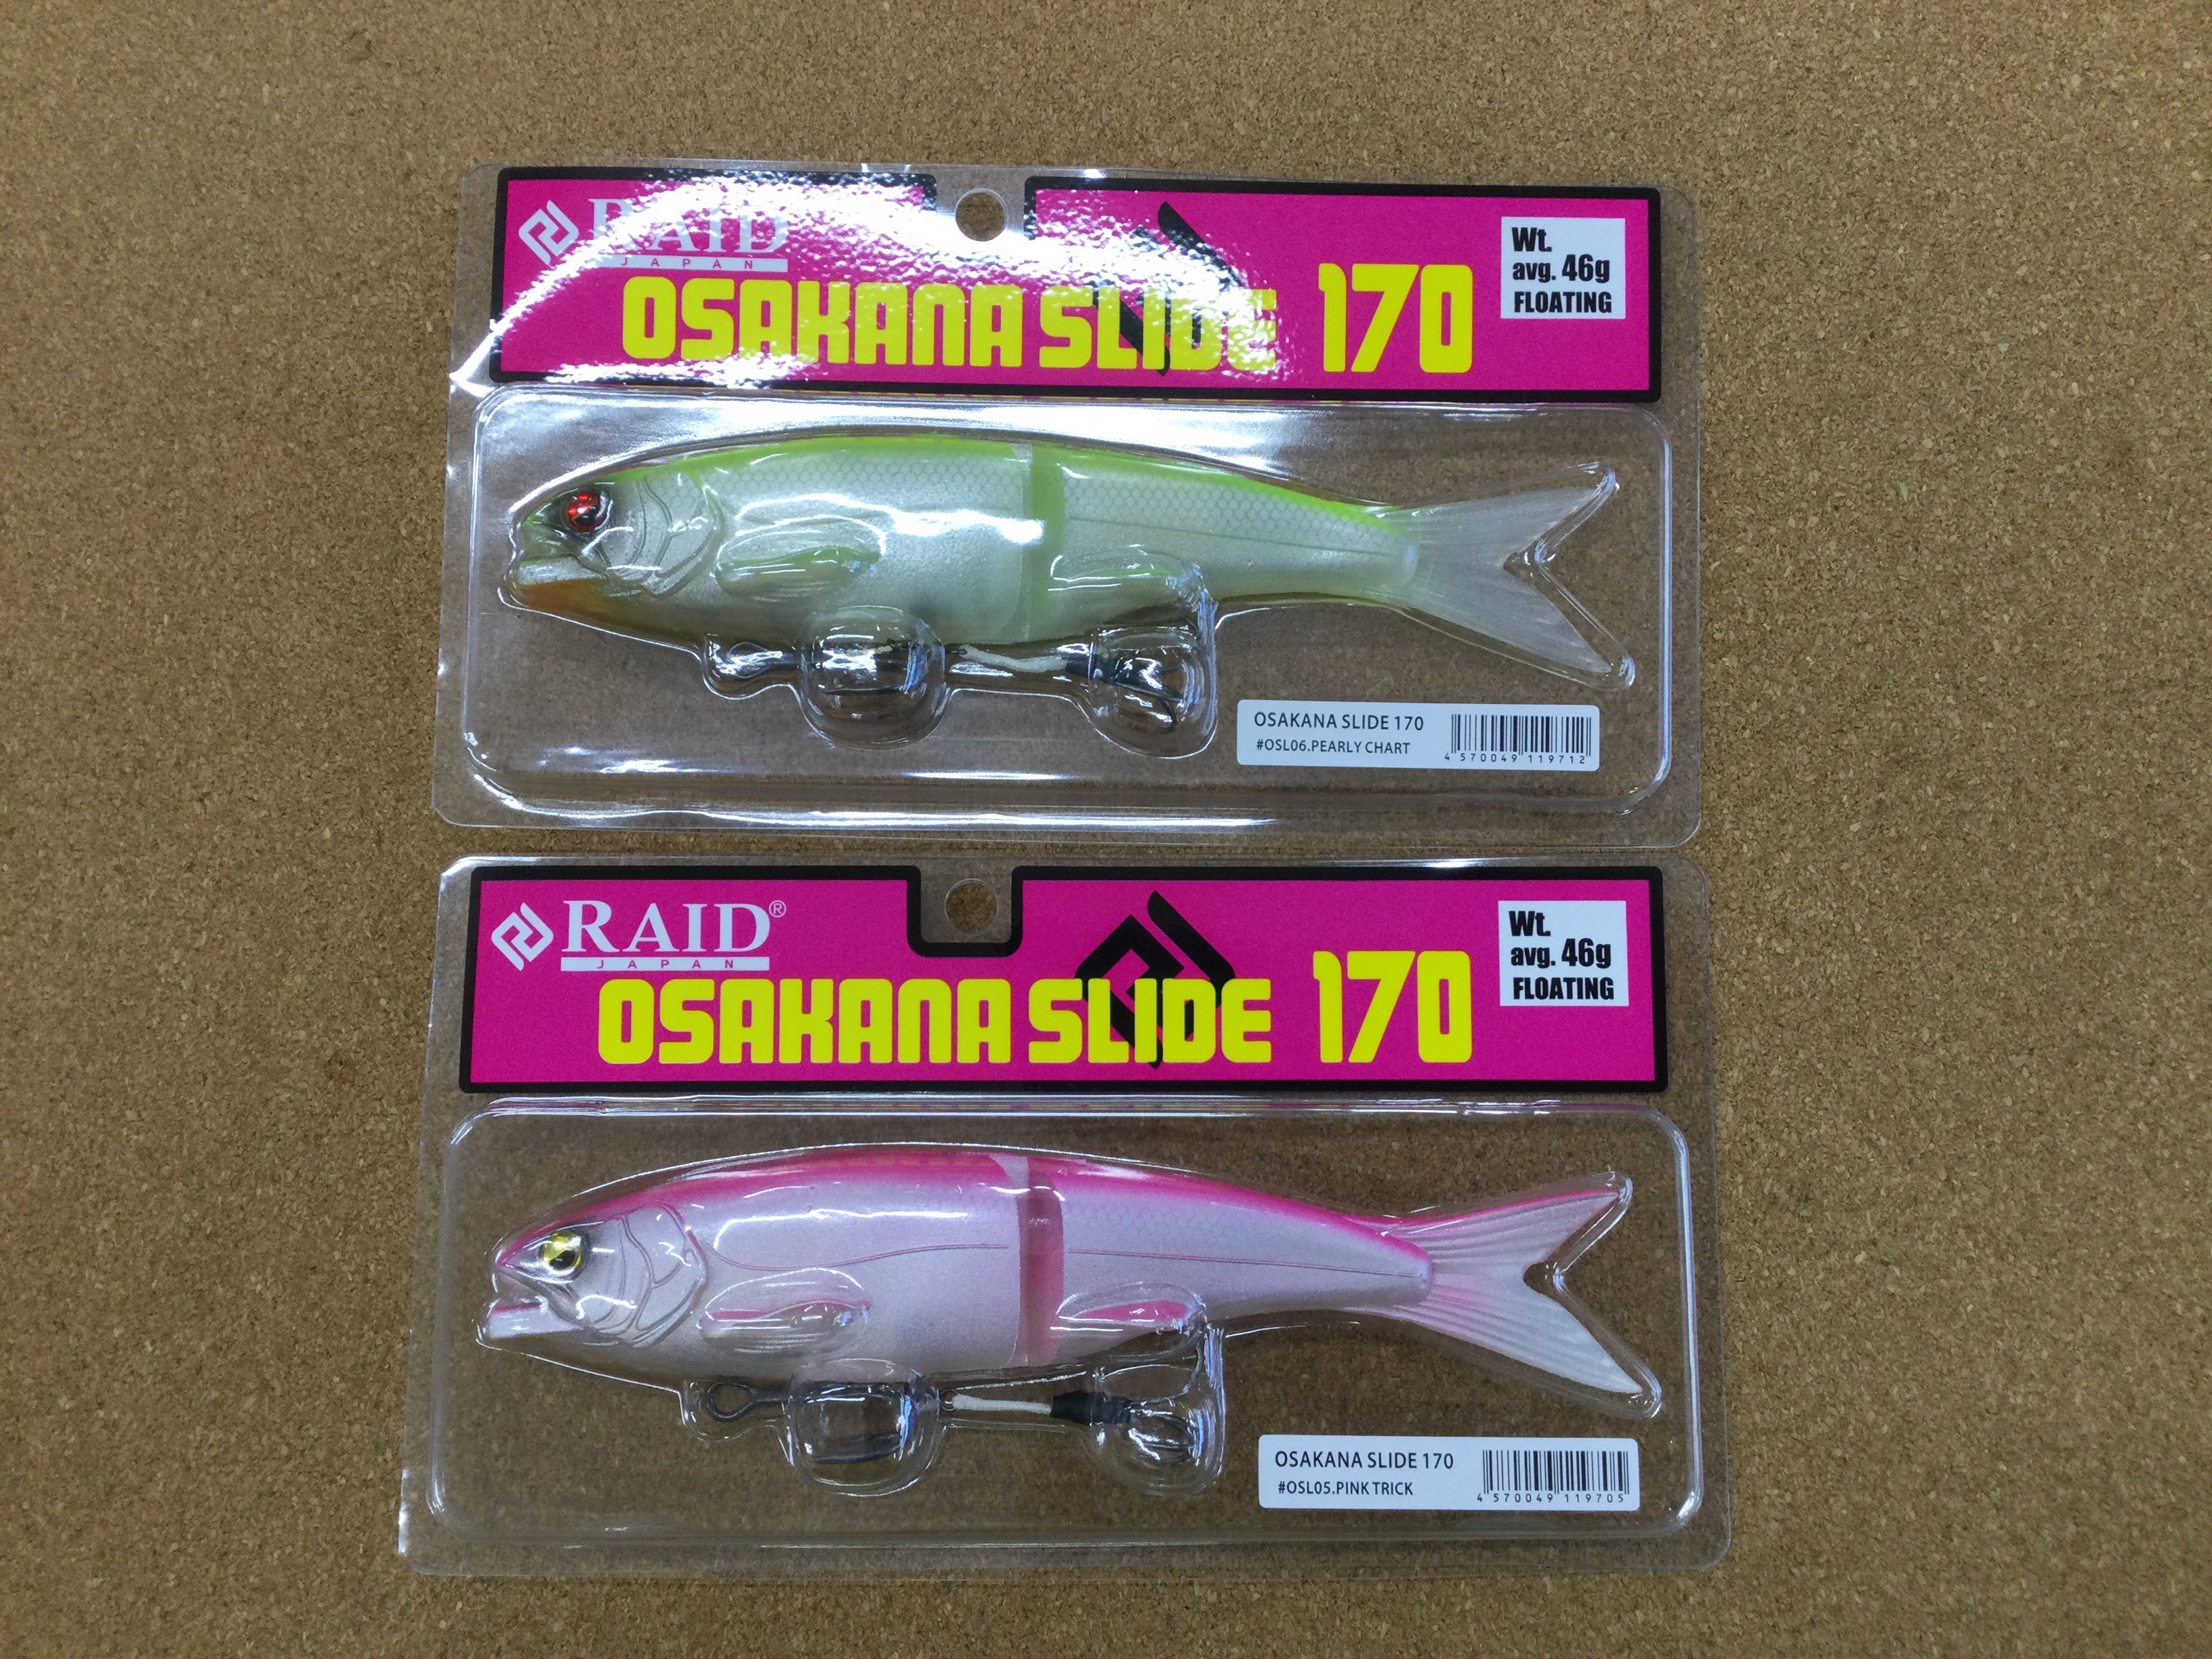 RAID
JAPAN
OSAKANA SLIDE 170
Wt.
avg. 46g
FLOATING
OSAKANA SLIDE 170
#OSL06.PEARLY CHART
4 570049 119712
RAID®
JAPAN
OSAKANA SLIDE 170
Wt.
avg. 46g
FLOATING
OSAKANA SLIDE 170
#OSL05.PINK TRICK
4 570049 119705